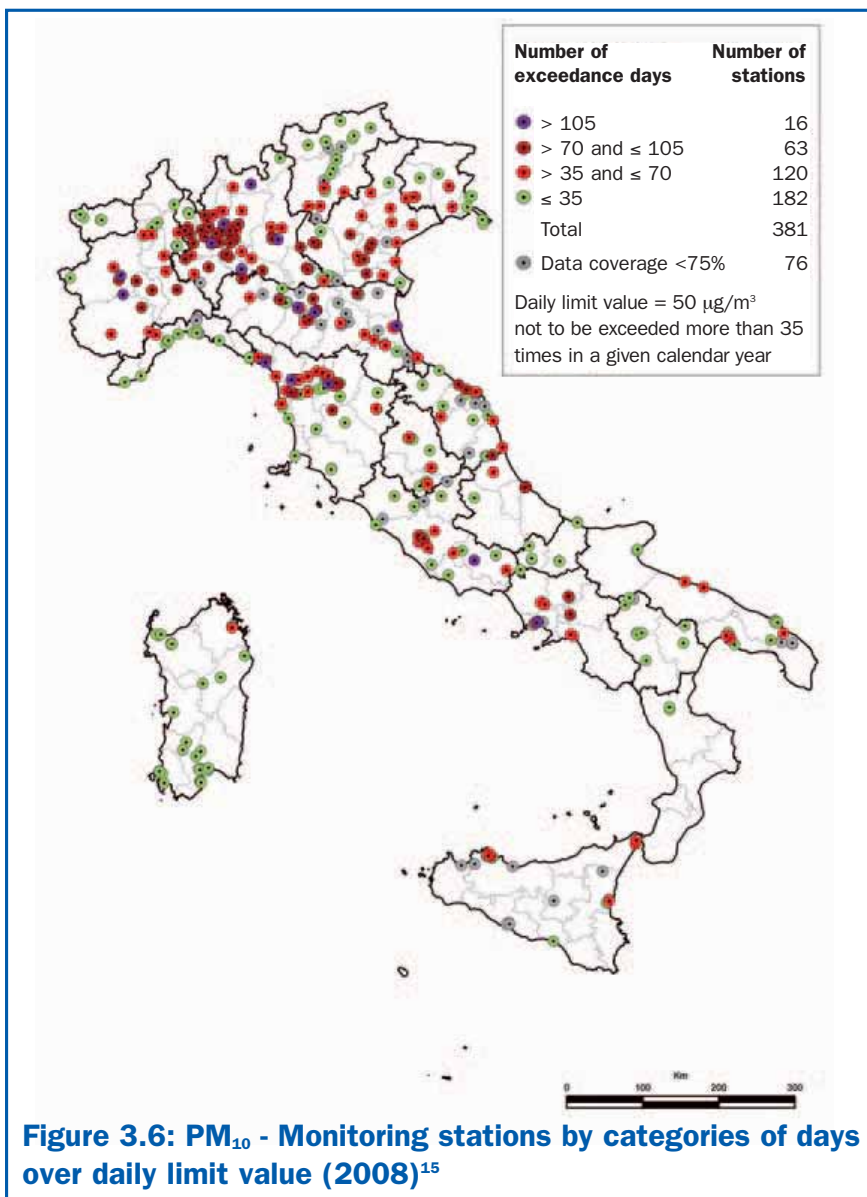 Number of exceedance days Number of stations
> 105 16
> 70 and ≤ 105 63
> 35 and ≤ 70 120
≤ 35 182
Total 381
Data coverage <75% 76
Daily limit value = 50 μg/m³
not to be exceeded more than 35
times in a given calendar year
Km
0 100 200 300
Figure 3.6: PM₁₀ - Monitoring stations by categories of days
over daily limit value (2008)¹⁵